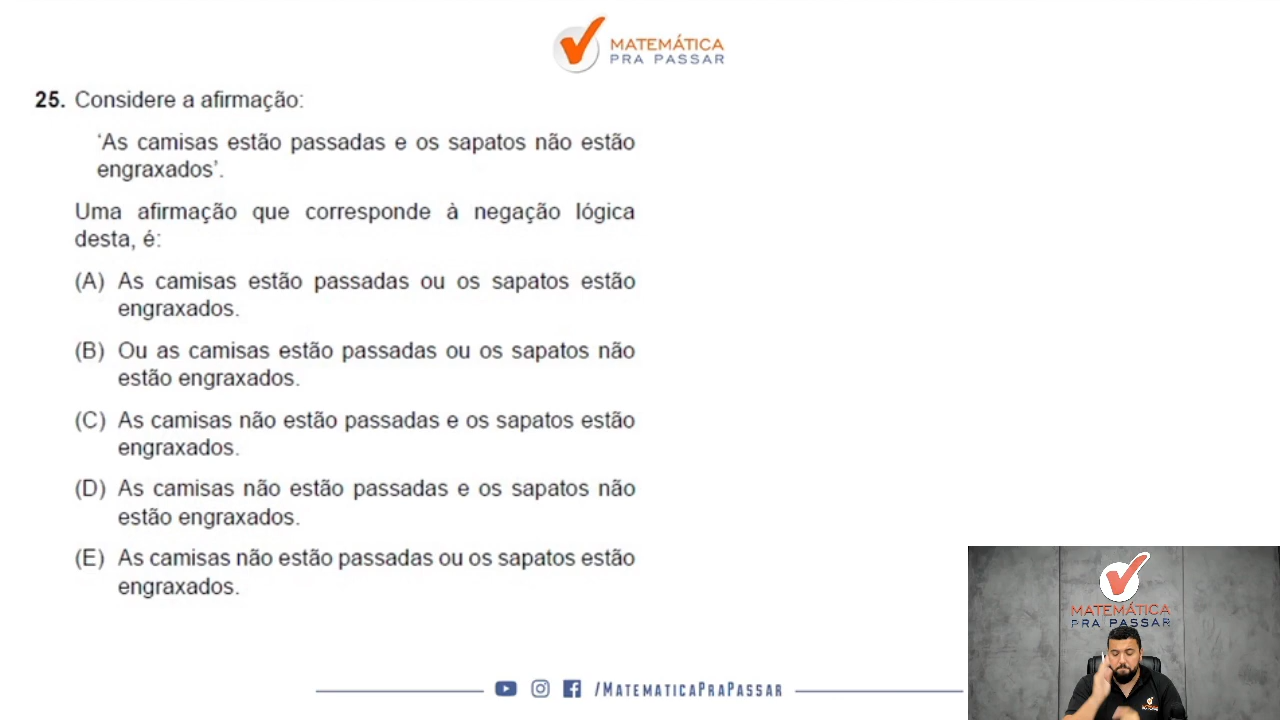 MATEMÁTICA
PRA PASSAR
25. Considere a afirmação:
‘As camisas estão passadas e os sapatos não estão
engraxados’.
Uma afirmação que corresponde à negação lógica
desta, é:
(A) As camisas estão passadas ou os sapatos estão
engraxados.
(B) Ou as camisas estão passadas ou os sapatos não
estão engraxados.
(C) As camisas não estão passadas e os sapatos estão
engraxados.
(D) As camisas não estão passadas e os sapatos não
estão engraxados.
(E) As camisas não estão passadas ou os sapatos estão
engraxados.
MATEMÁTICA
PRA PASSAR
/MATEMATICAPRAPASSAR